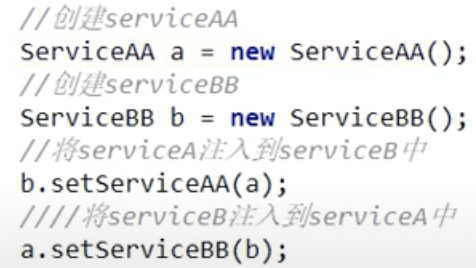 //创建serviceAA
ServiceAA a = new ServiceAA();
//创建serviceBB
ServiceBB b = new ServiceBB();
//将serviceA注入到serviceB中
b.setServiceAA(a);
////将serviceB注入到serviceA中
a.setServiceBB(b);